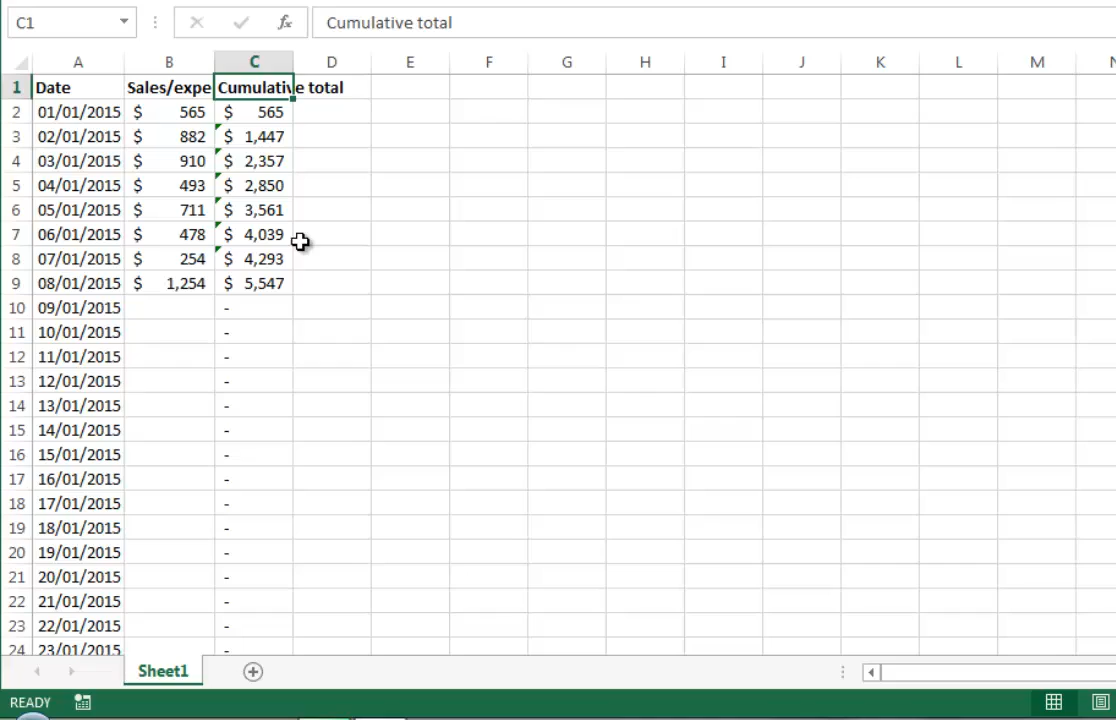 C1 fx Cumulative total
A B C D E F G H I J K L M N
1 Date Sales/expe Cumulative total
2 01/01/2015 $ 565 $ 565
3 02/01/2015 $ 882 $ 1,447
4 03/01/2015 $ 910 $ 2,357
5 04/01/2015 $ 493 $ 2,850
6 05/01/2015 $ 711 $ 3,561
7 06/01/2015 $ 478 $ 4,039
8 07/01/2015 $ 254 $ 4,293
9 08/01/2015 $ 1,254 $ 5,547
10 09/01/2015 -
11 10/01/2015 -
12 11/01/2015 -
13 12/01/2015 -
14 13/01/2015 -
15 14/01/2015 -
16 15/01/2015 -
17 16/01/2015 -
18 17/01/2015 -
19 18/01/2015 -
20 19/01/2015 -
21 20/01/2015 -
22 21/01/2015 -
23 22/01/2015 -
24 23/01/2015 -
Sheet1
READY